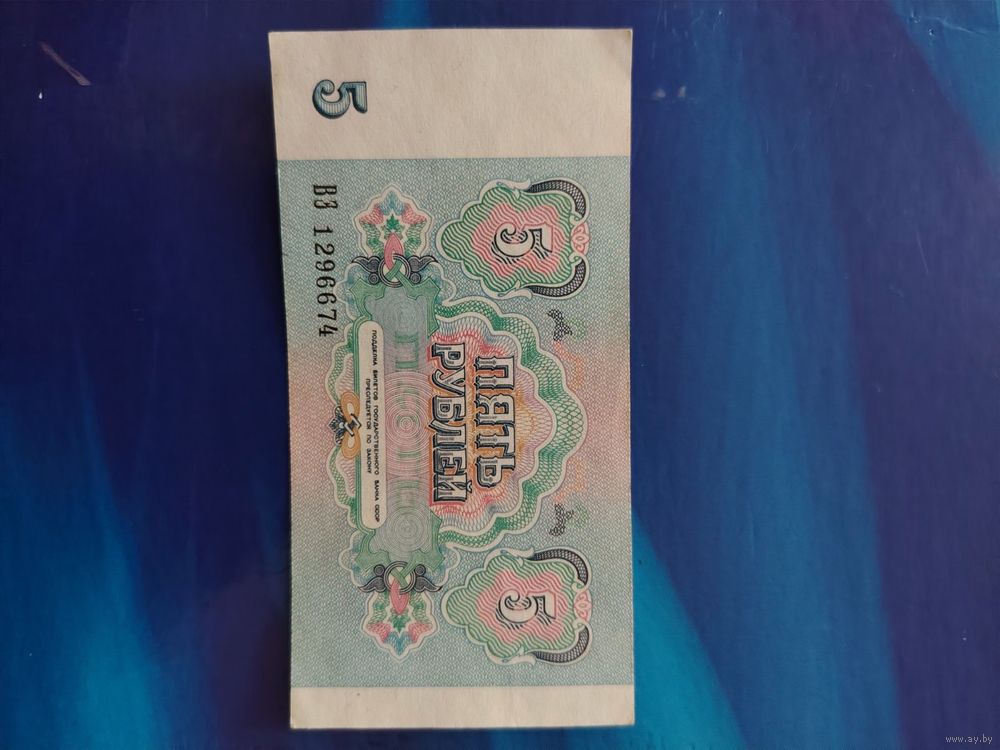 5
ВЗ 1296674
5
ПЯТЬ
РУБЛЕЙ
5
ПОДДЕЛКА БИЛЕТОВ ГОСУДАРСТВЕННОГО БАНКА СССР
ПРЕСЛЕДУЕТСЯ ПО ЗАКОНУ
www.ay.by